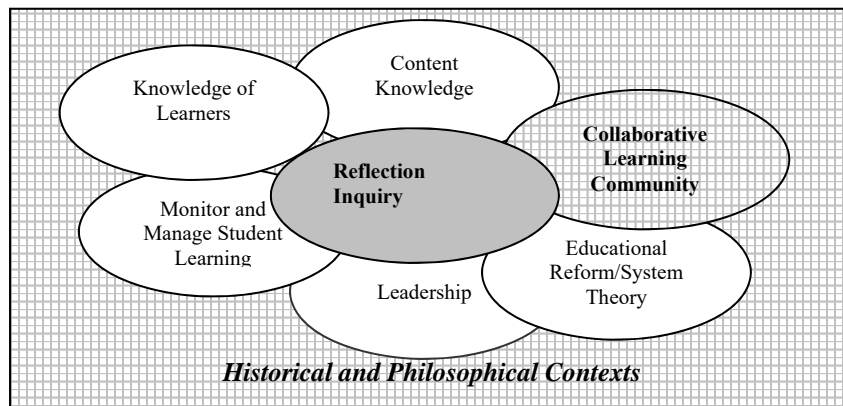 Content
Knowledge
Knowledge of
Learners
Collaborative
Learning
Community
Reflection
Inquiry
Monitor and
Manage Student
Learning
Educational
Reform/System
Theory
Leadership
Historical and Philosophical Contexts